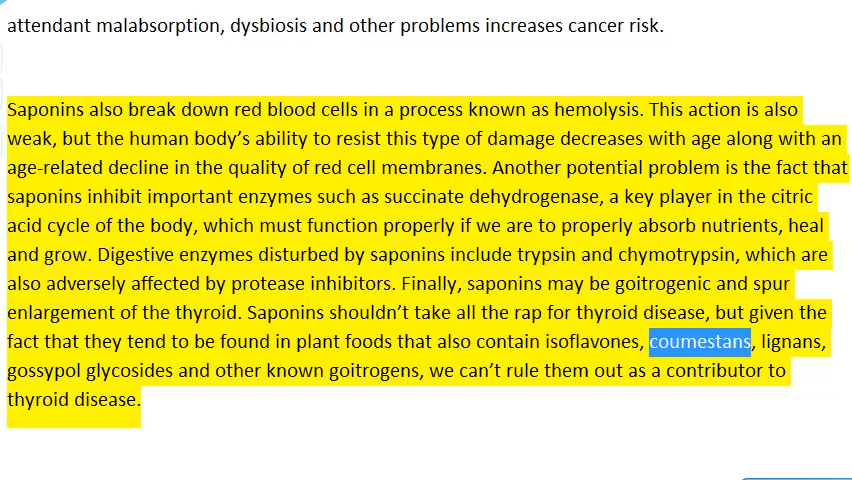 attendant malabsorption, dysbiosis and other problems increases cancer risk.
Saponins also break down red blood cells in a process known as hemolysis. This action is also
weak, but the human body’s ability to resist this type of damage decreases with age along with an
age-related decline in the quality of red cell membranes. Another potential problem is the fact that
saponins inhibit important enzymes such as succinate dehydrogenase, a key player in the citric
acid cycle of the body, which must function properly if we are to properly absorb nutrients, heal
and grow. Digestive enzymes disturbed by saponins include trypsin and chymotrypsin, which are
also adversely affected by protease inhibitors. Finally, saponins may be goitrogenic and spur
enlargement of the thyroid. Saponins shouldn’t take all the rap for thyroid disease, but given the
fact that they tend to be found in plant foods that also contain isoflavones, coumestans, lignans,
gossypol glycosides and other known goitrogens, we can’t rule them out as a contributor to
thyroid disease.